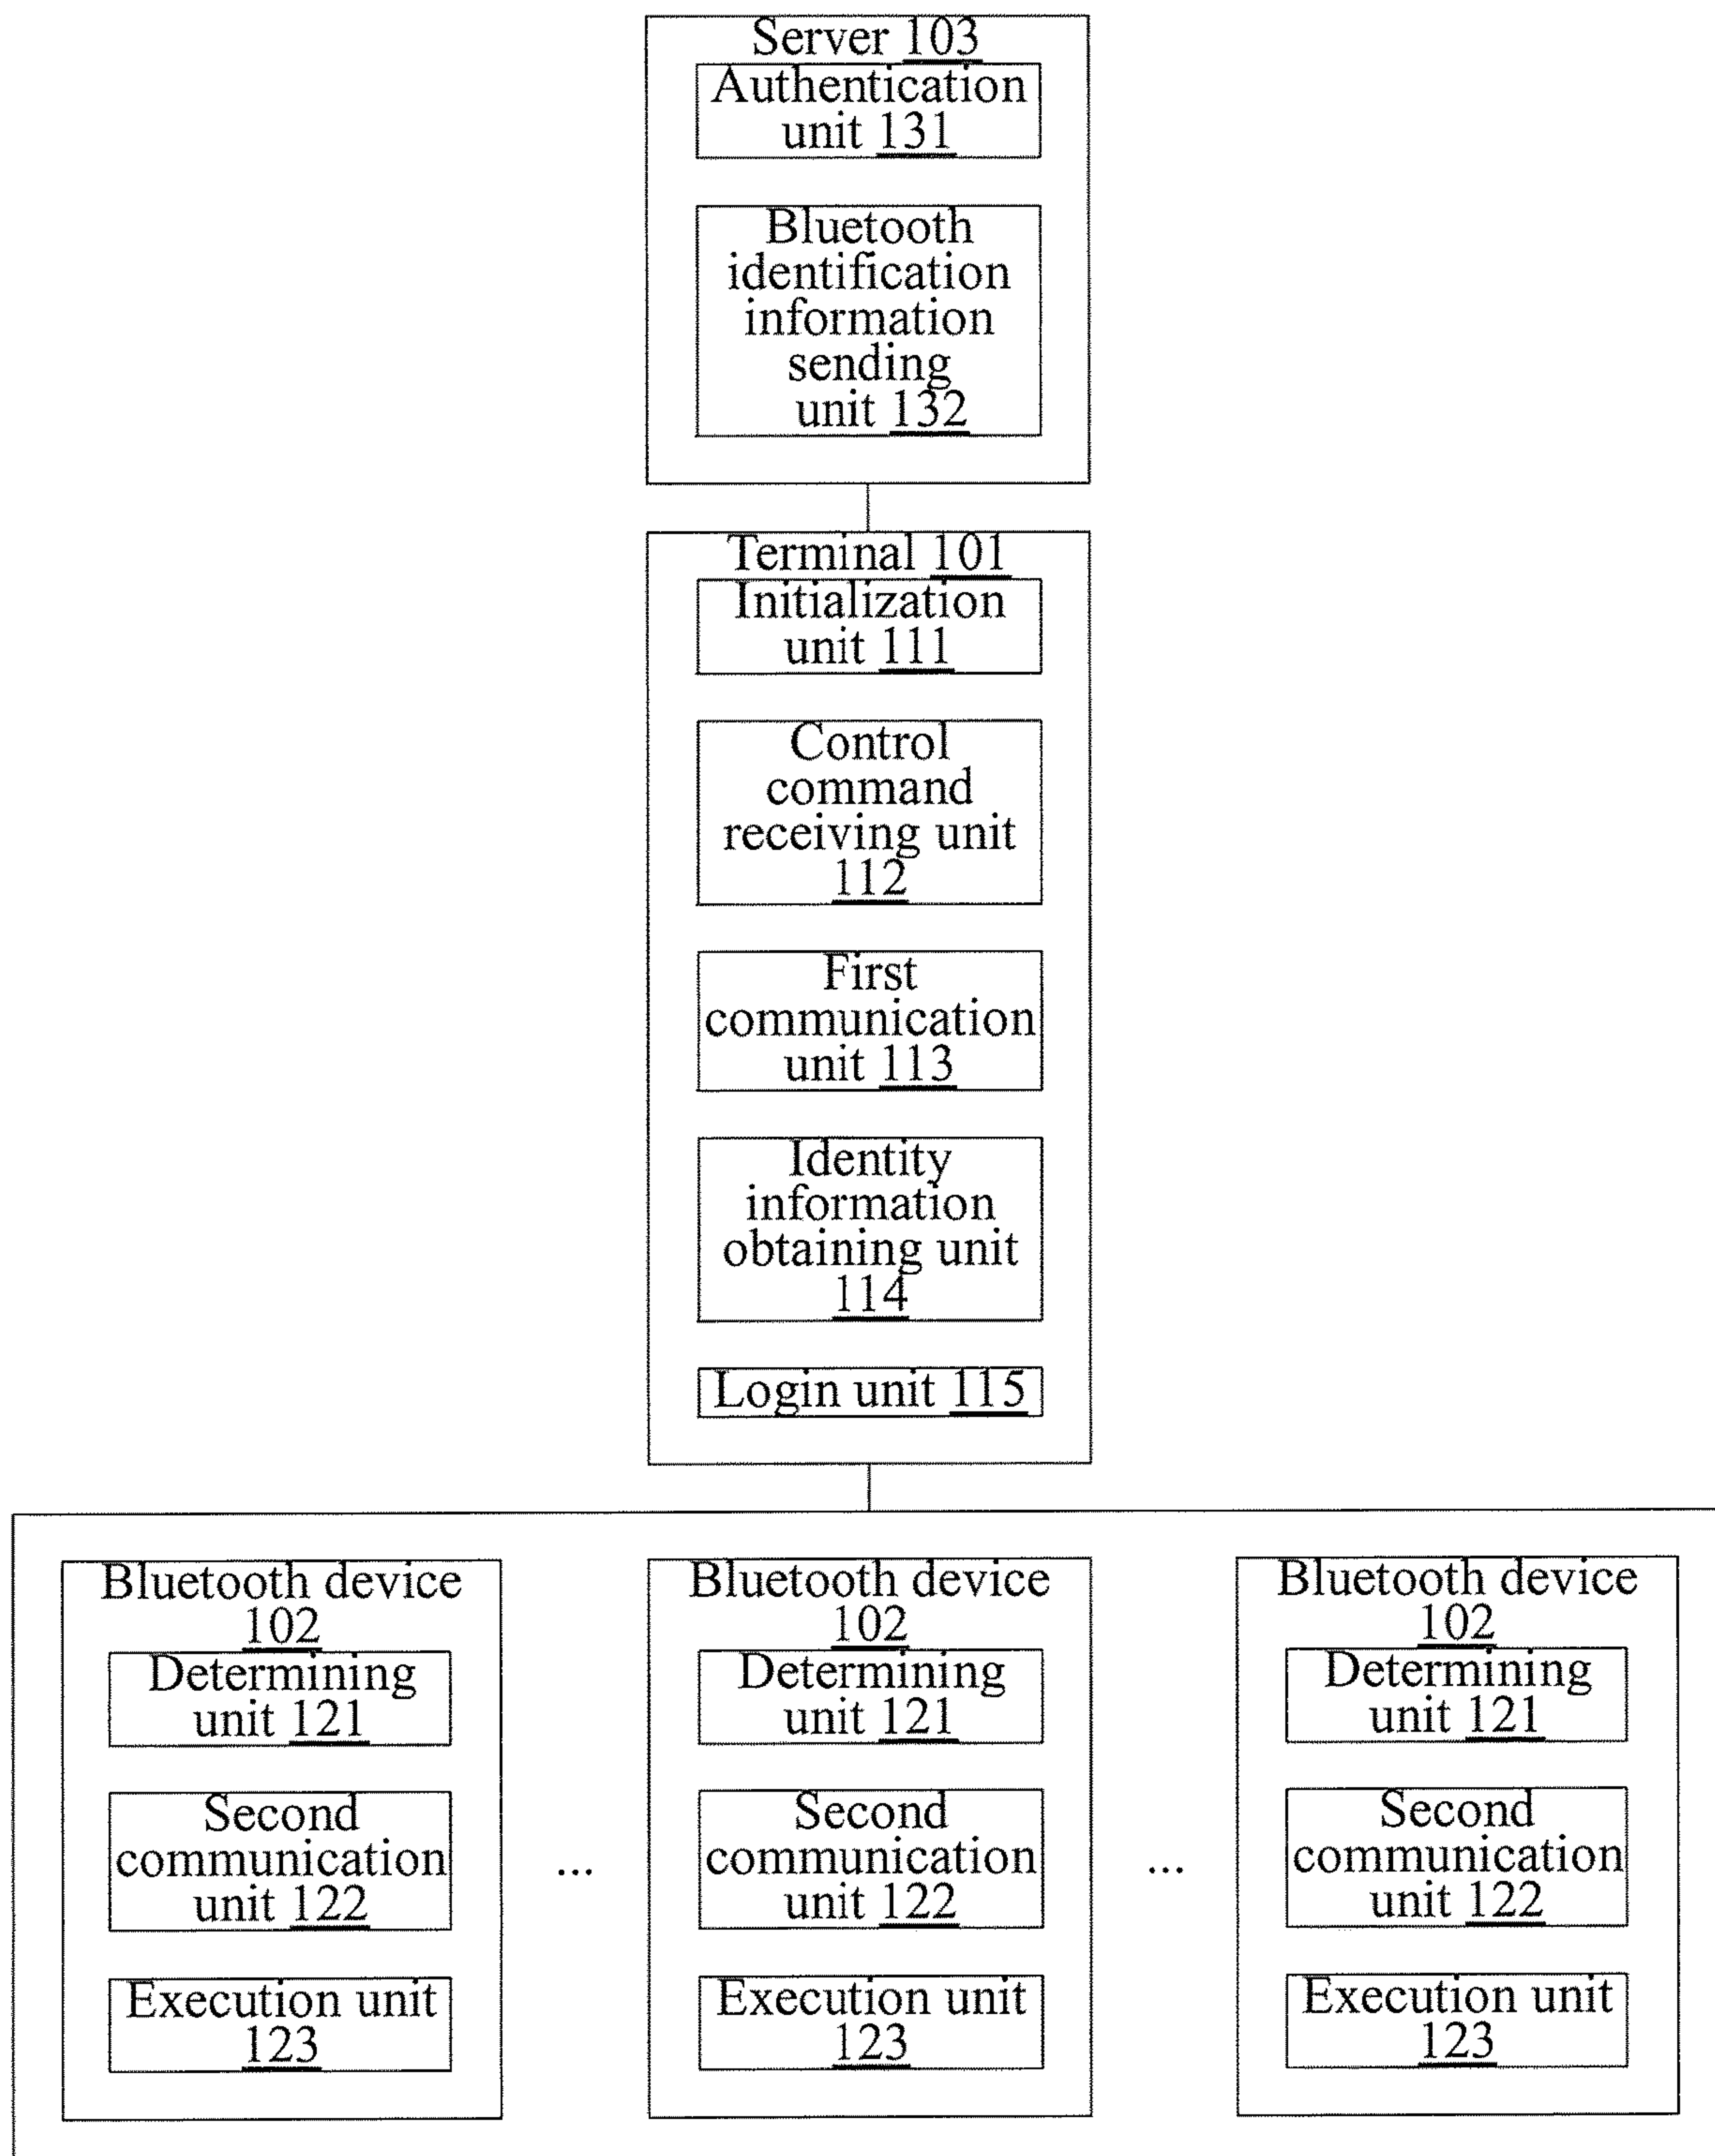 Server 103
Authentication
unit 131
Bluetooth
identification
information
sending
unit 132
Terminal 101
Initialization
unit 111
Control
command
receiving unit
112
First
communication
unit 113
Identity
information
obtaining unit
114
Login unit 115
Bluetooth device
102
Determining
unit 121
Second
communication
unit 122
Execution unit
123
...
Bluetooth device
102
Determining
unit 121
Second
communication
unit 122
Execution unit
123
...
Bluetooth device
102
Determining
unit 121
Second
communication
unit 122
Execution unit
123